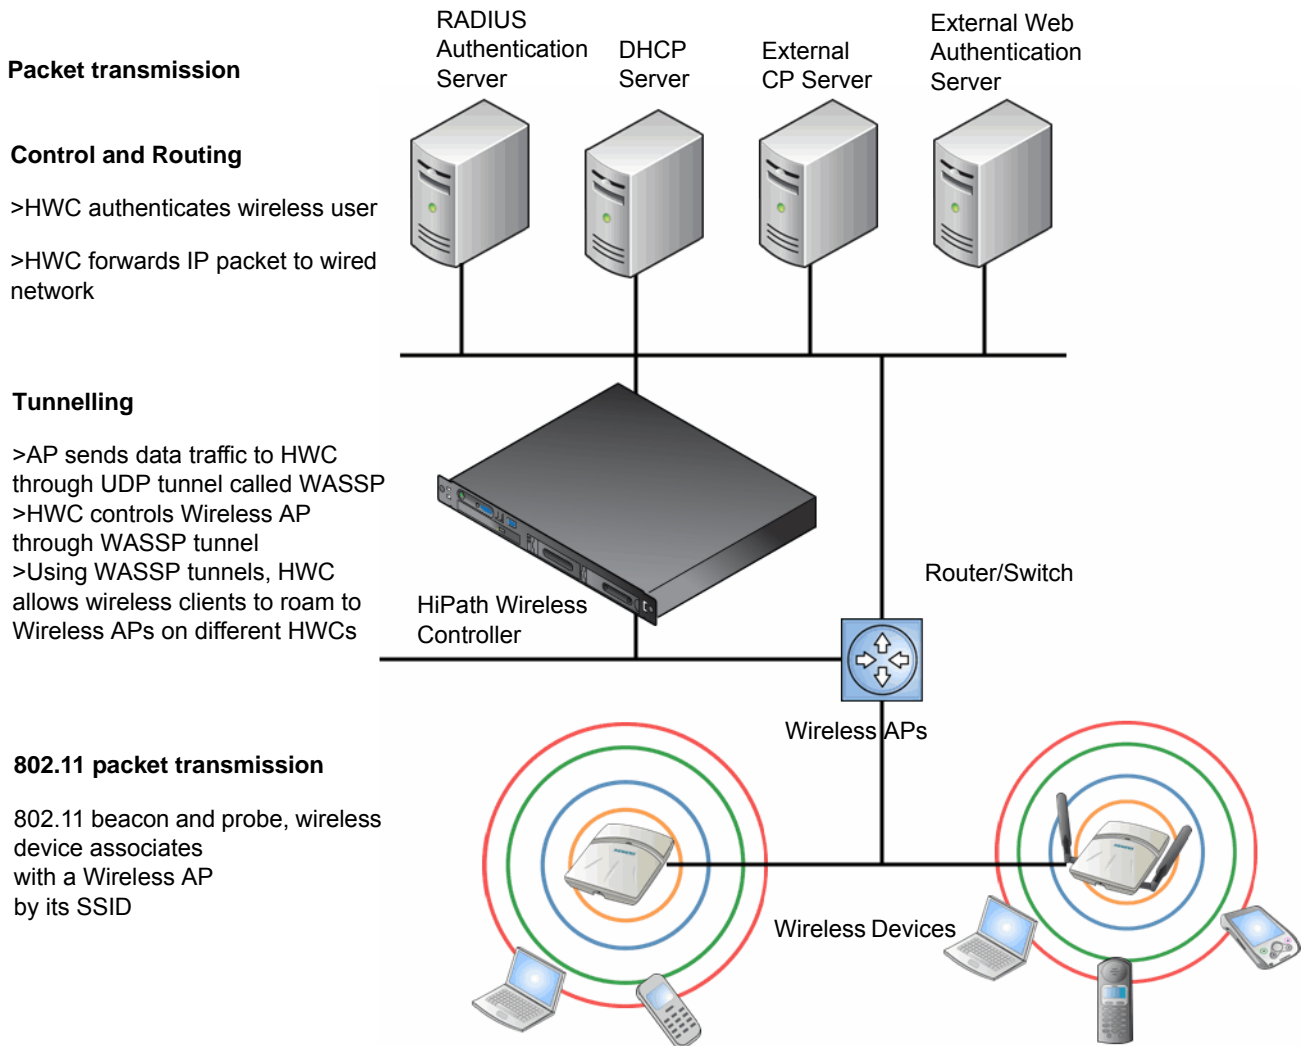 RADIUS
Authentication
Server
DHCP
Server
External
CP Server
External Web
Authentication
Server
Packet transmission
Control and Routing
>HWC authenticates wireless user
>HWC forwards IP packet to wired
network
Tunnelling
>AP sends data traffic to HWC
through UDP tunnel called WASSP
>HWC controls Wireless AP
through WASSP tunnel
>Using WASSP tunnels, HWC
allows wireless clients to roam to
Wireless APs on different HWCs
HiPath Wireless
Controller
Router/Switch
Wireless APs
802.11 packet transmission
802.11 beacon and probe, wireless
device associates
with a Wireless AP
by its SSID
Wireless Devices